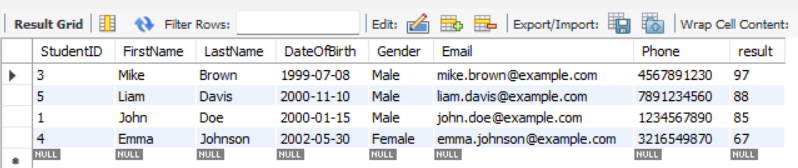 Result Grid Filter Rows: Edit: Export/Import: Wrap Cell Content:
StudentID FirstName LastName DateOfBirth Gender Email Phone result
3 Mike Brown 1999-07-08 Male mike.brown@example.com 4567891230 97
5 Liam Davis 2000-11-10 Male liam.davis@example.com 7891234560 88
1 John Doe 2000-01-15 Male john.doe@example.com 1234567890 85
4 Emma Johnson 2002-05-30 Female emma.johnson@example.com 3216549870 67
NULL NULL NULL NULL NULL NULL NULL NULL